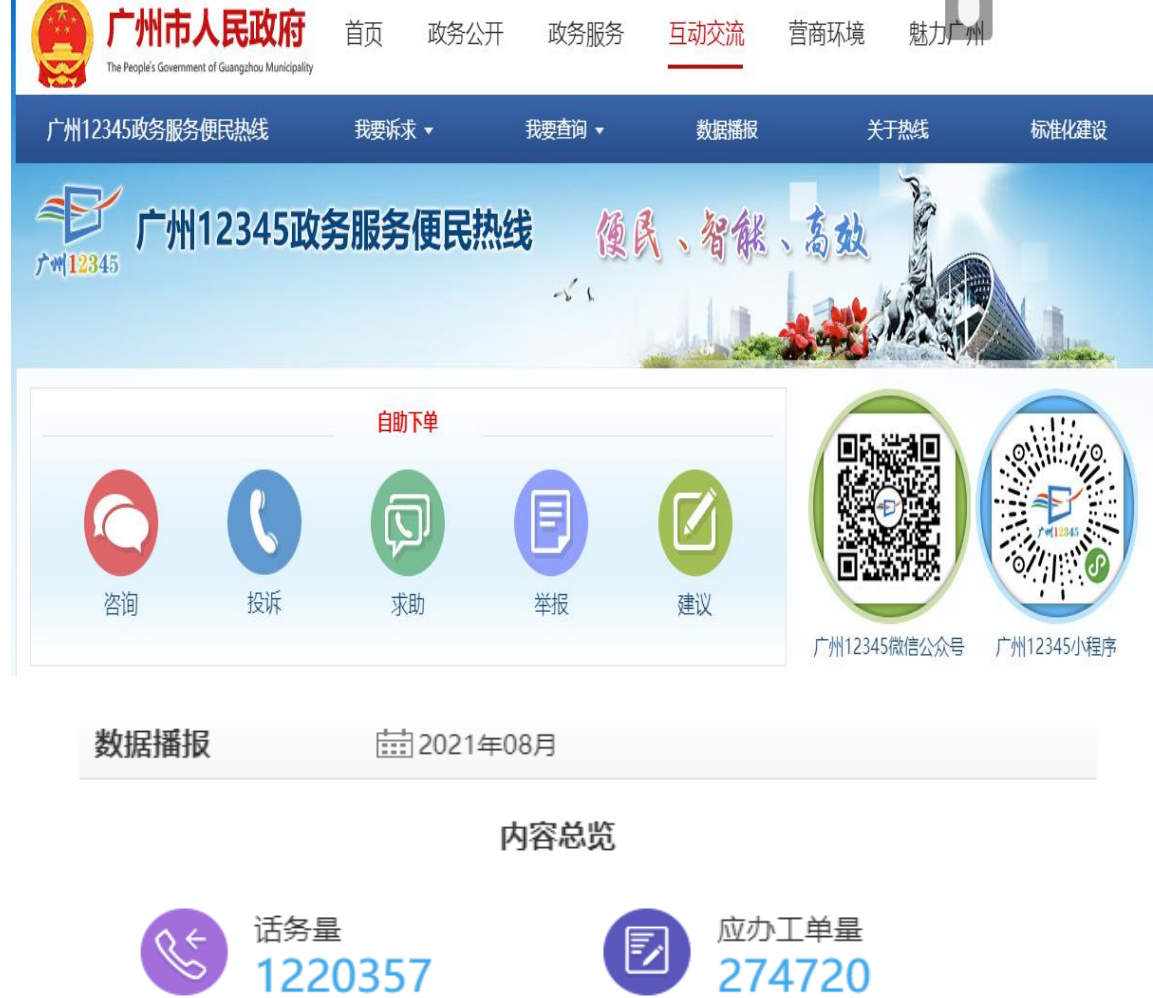 广州市人民政府
The People's Government of Guangzhou Municipality
首页 政务公开 政务服务 互动交流 营商环境 魅力广州
广州12345政务服务便民热线 我要诉求 我要查询 数据播报 关于热线 标准化建设
广州12345
广州12345政务服务便民热线
便民、智能、高效
自助下单
咨询 投诉 求助 举报 建议
广州12345
广州12345微信公众号 广州12345小程序
数据播报 2021年08月
内容总览
话务量 应办工单量
1220357 274720